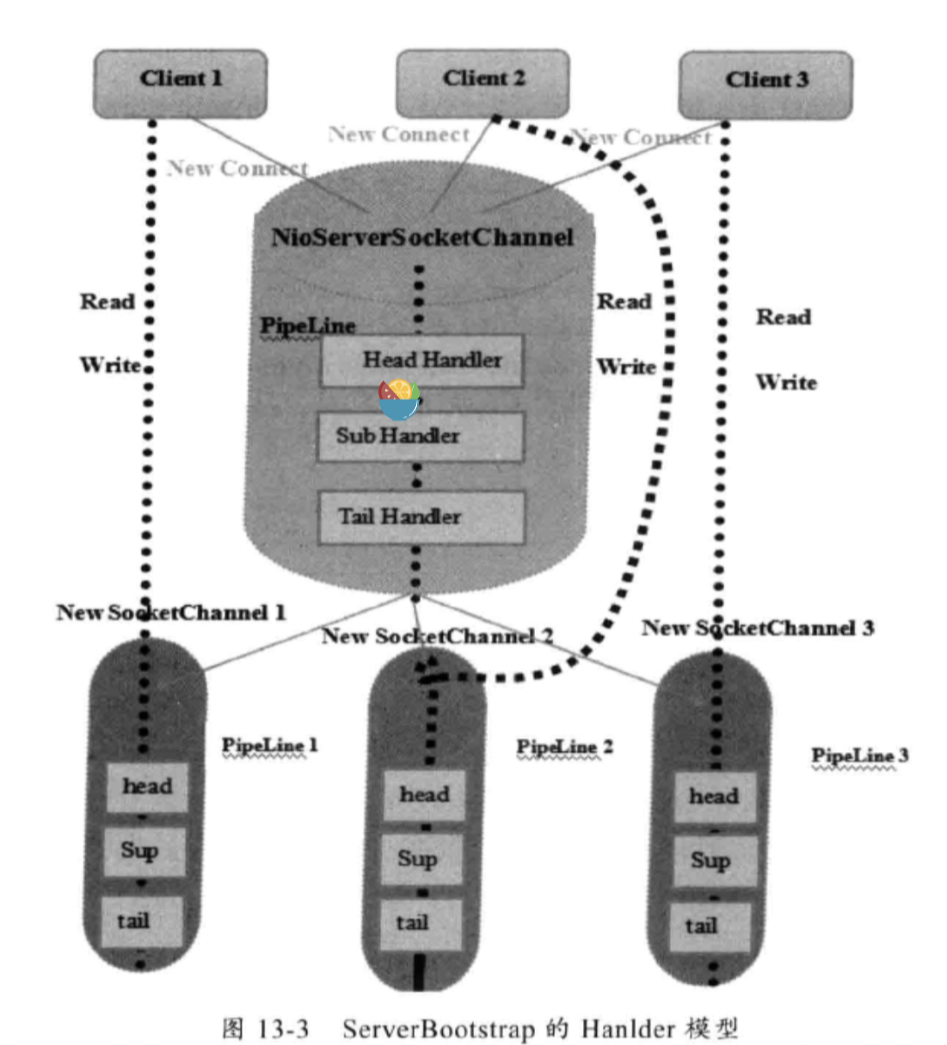 Client 1
Client 2
Client 3
New Connect
New Connect
New Connect
NioServerSocketChannel
Read
Write
Read
Write
Read
Write
PipeLine
Head Handler
Sub Handler
Tail Handler
New SocketChannel 1
New SocketChannel 2
New SocketChannel 3
PipeLine 1
PipeLine 2
PipeLine 3
head
Sup
tail
head
Sup
tail
head
Sup
tail
图 13-3 ServerBootstrap 的 Hanlder 模型